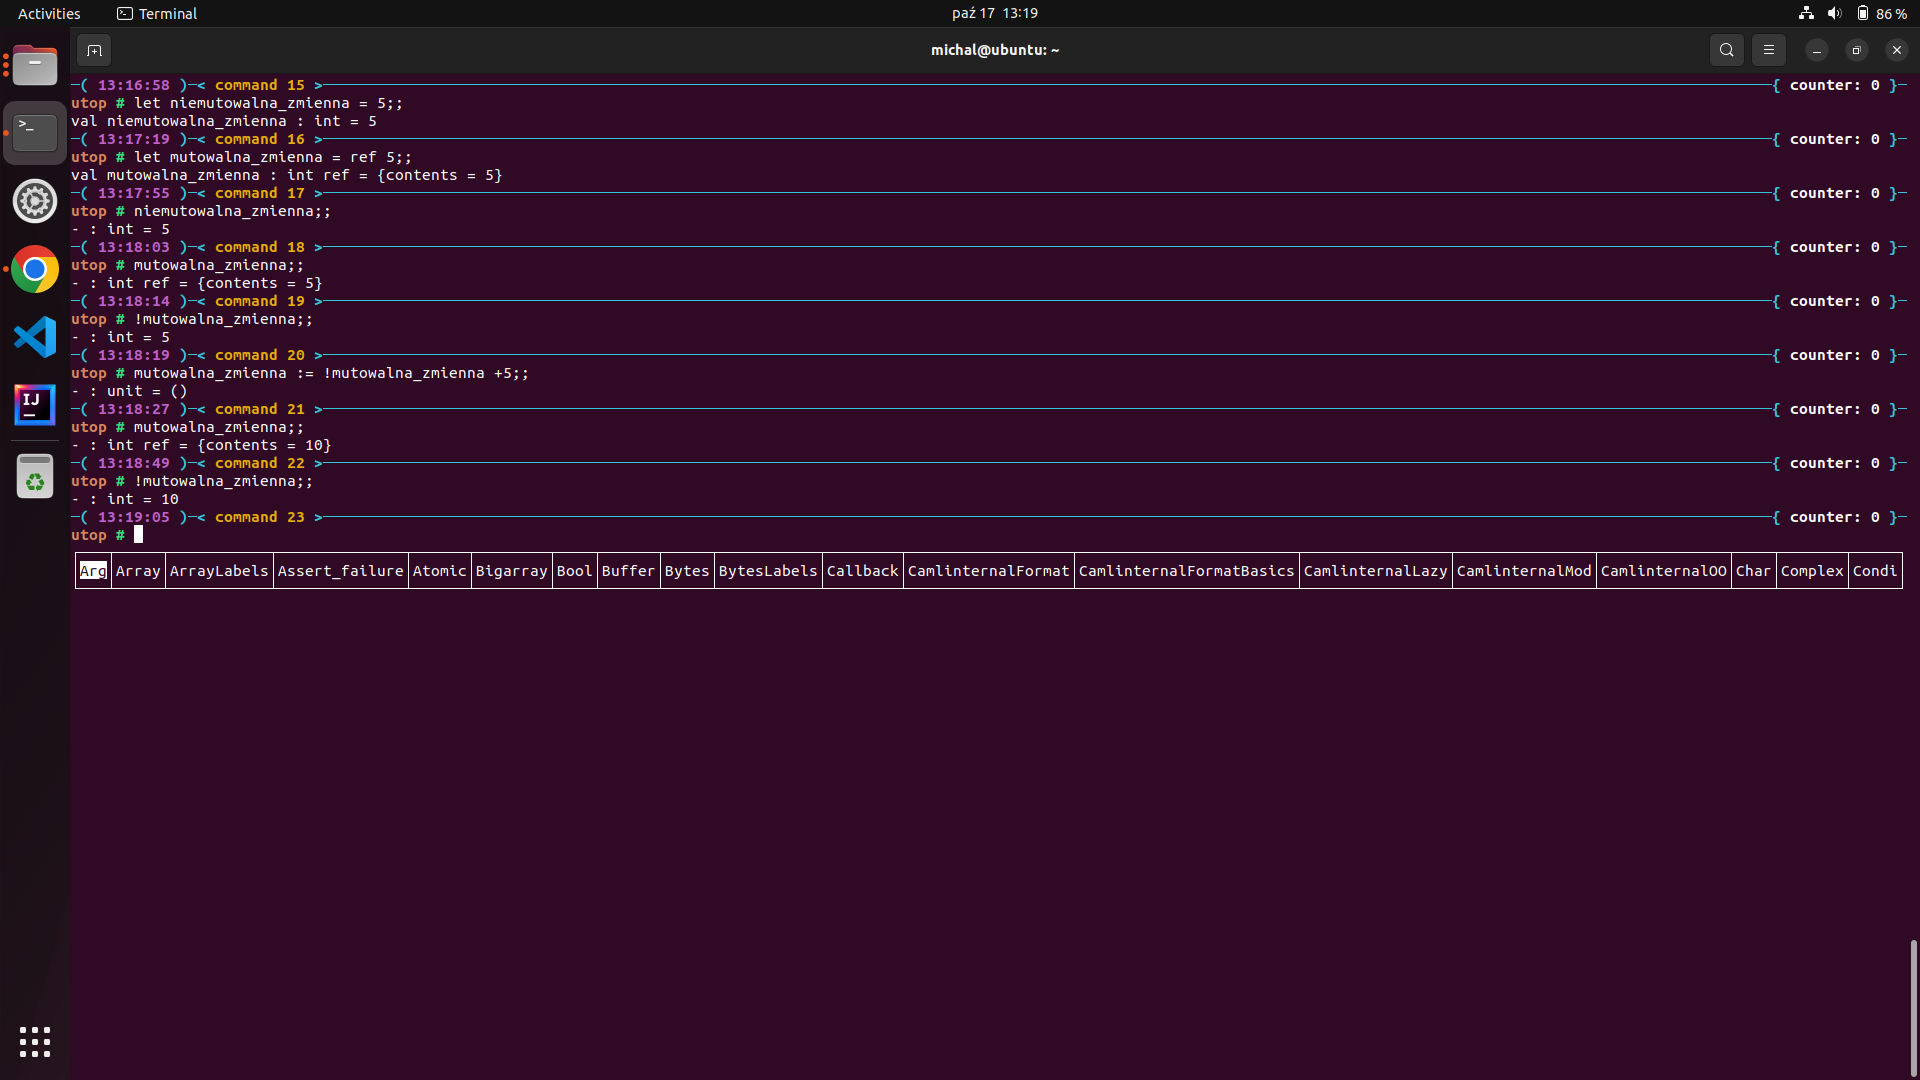 Activities Terminal paź 17 13:19 86 %
michal@ubuntu: ~
─( 13:16:58 )─< command 15 >─{ counter: 0 }─
utop # let niemutowalna_zmienna = 5;;
val niemutowalna_zmienna : int = 5
─( 13:17:19 )─< command 16 >─{ counter: 0 }─
utop # let mutowalna_zmienna = ref 5;;
val mutowalna_zmienna : int ref = {contents = 5}
─( 13:17:55 )─< command 17 >─{ counter: 0 }─
utop # niemutowalna_zmienna;;
- : int = 5
─( 13:18:03 )─< command 18 >─{ counter: 0 }─
utop # mutowalna_zmienna;;
- : int ref = {contents = 5}
─( 13:18:14 )─< command 19 >─{ counter: 0 }─
utop # !mutowalna_zmienna;;
- : int = 5
─( 13:18:19 )─< command 20 >─{ counter: 0 }─
utop # mutowalna_zmienna := !mutowalna_zmienna +5;;
- : unit = ()
─( 13:18:27 )─< command 21 >─{ counter: 0 }─
utop # mutowalna_zmienna;;
- : int ref = {contents = 10}
─( 13:18:49 )─< command 22 >─{ counter: 0 }─
utop # !mutowalna_zmienna;;
- : int = 10
─( 13:19:05 )─< command 23 >─{ counter: 0 }─
utop #
Arg Array ArrayLabels Assert_failure Atomic Bigarray Bool Buffer Bytes BytesLabels Callback CamlinternalFormat CamlinternalFormatBasics CamlinternalLazy CamlinternalMod CamlinternalOO Char Complex Condi
IJ